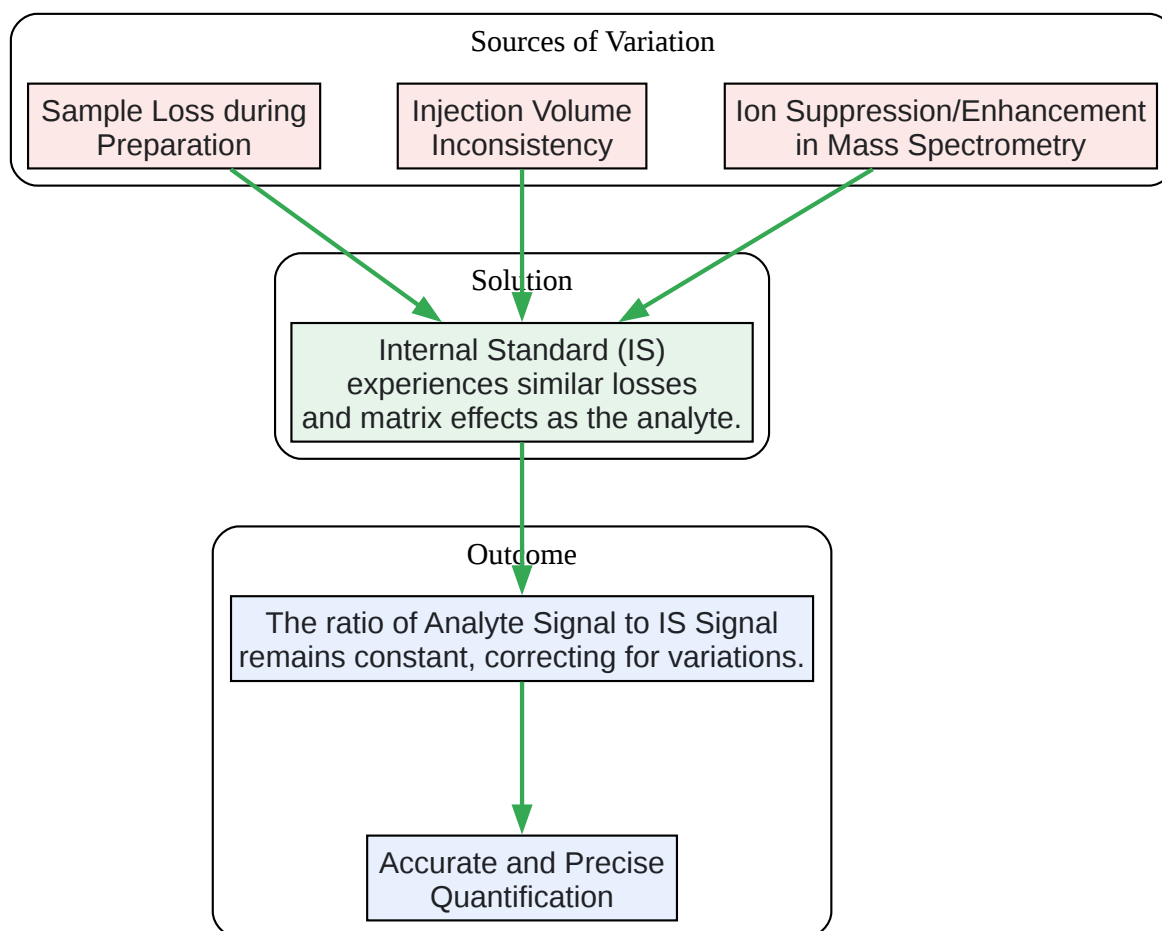 Sources of Variation
Sample Loss during
Preparation
Injection Volume
Inconsistency
Ion Suppression/Enhancement
in Mass Spectrometry
Solution
Internal Standard (IS)
experiences similar losses
and matrix effects as the analyte.
Outcome
The ratio of Analyte Signal to IS Signal
remains constant, correcting for variations.
Accurate and Precise
Quantification